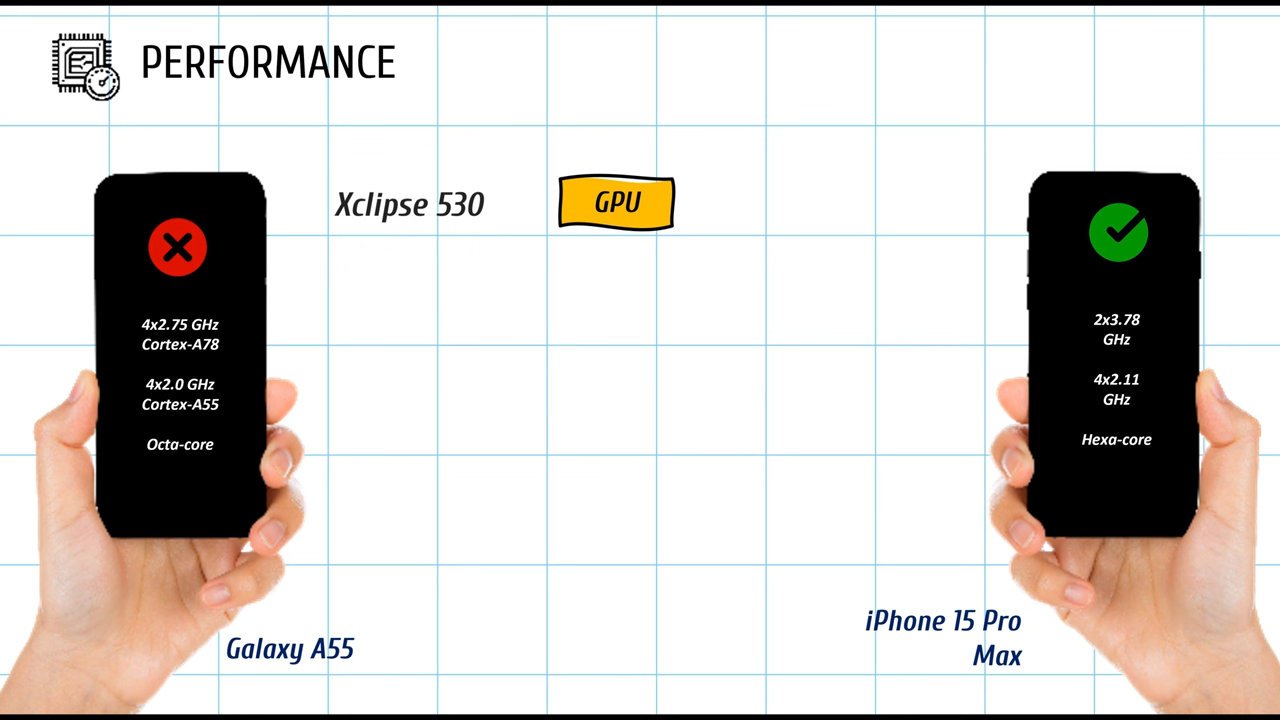 PERFORMANCE
Xclipse 530
GPU
4x2.75 GHz
Cortex-A78
4x2.0 GHz
Cortex-A55
Octa-core
2x3.78
GHz
4x2.11
GHz
Hexa-core
Galaxy A55
iPhone 15 Pro
Max